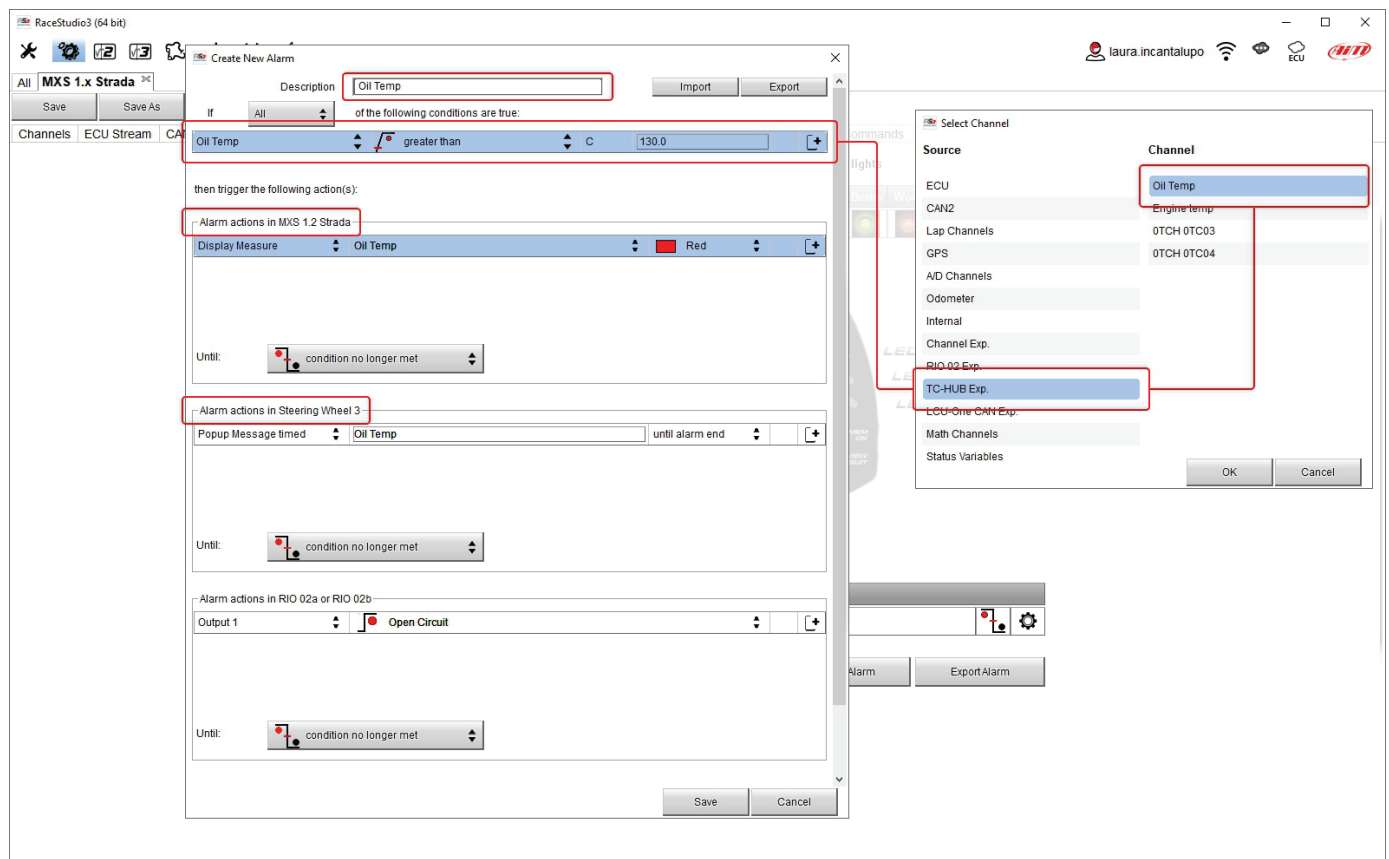 RaceStudio3 (64 bit)
laura.incantalupo
ECU
AiM
All MXS 1.x Strada
Save Save As
Channels ECU Stream CA
Create New Alarm
Description Oil Temp Import Export
If All of the following conditions are true:
Oil Temp greater than C 130.0
then trigger the following action(s):
Alarm actions in MXS 1.2 Strada
Display Measure Oil Temp Red
Until: condition no longer met
Alarm actions in Steering Wheel 3
Popup Message timed Oil Temp until alarm end
Until: condition no longer met
Alarm actions in RIO 02a or RIO 02b
Output 1 Open Circuit
Until: condition no longer met
Save Cancel
ommands
lights
Alarm Export Alarm
Select Channel
Source Channel
ECU Oil Temp
CAN2 Engine temp
Lap Channels 0TCH 0TC03
GPS 0TCH 0TC04
A/D Channels
Odometer
Internal
Channel Exp.
RIO 02 Exp.
TC-HUB Exp.
LCU-One CAN Exp.
Math Channels
Status Variables
OK Cancel